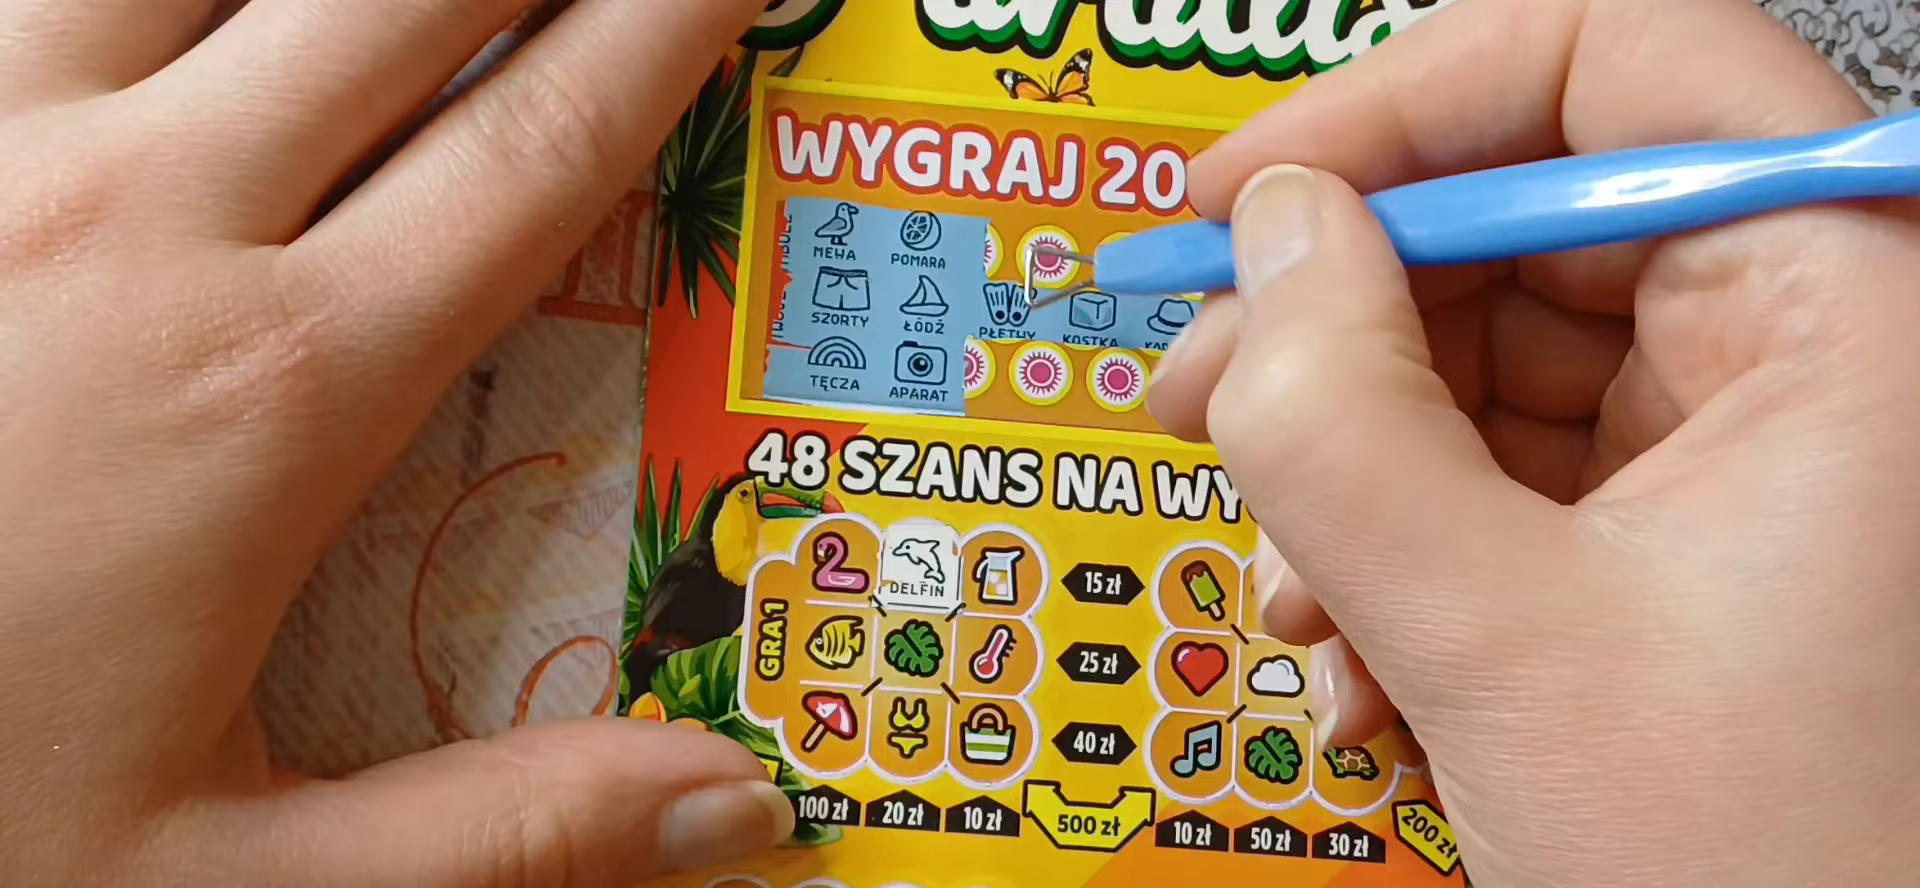 WYGRAJ 20
MEWA POMARA
SZORTY ŁÓDŹ PŁETWY KOSTKA
TĘCZA APARAT
48 SZANS NA WY
GRA 1
DELFIN
15 zł
25 zł
40 zł
100 zł 20 zł 10 zł 500 zł 10 zł 50 zł 30 zł 200 zł